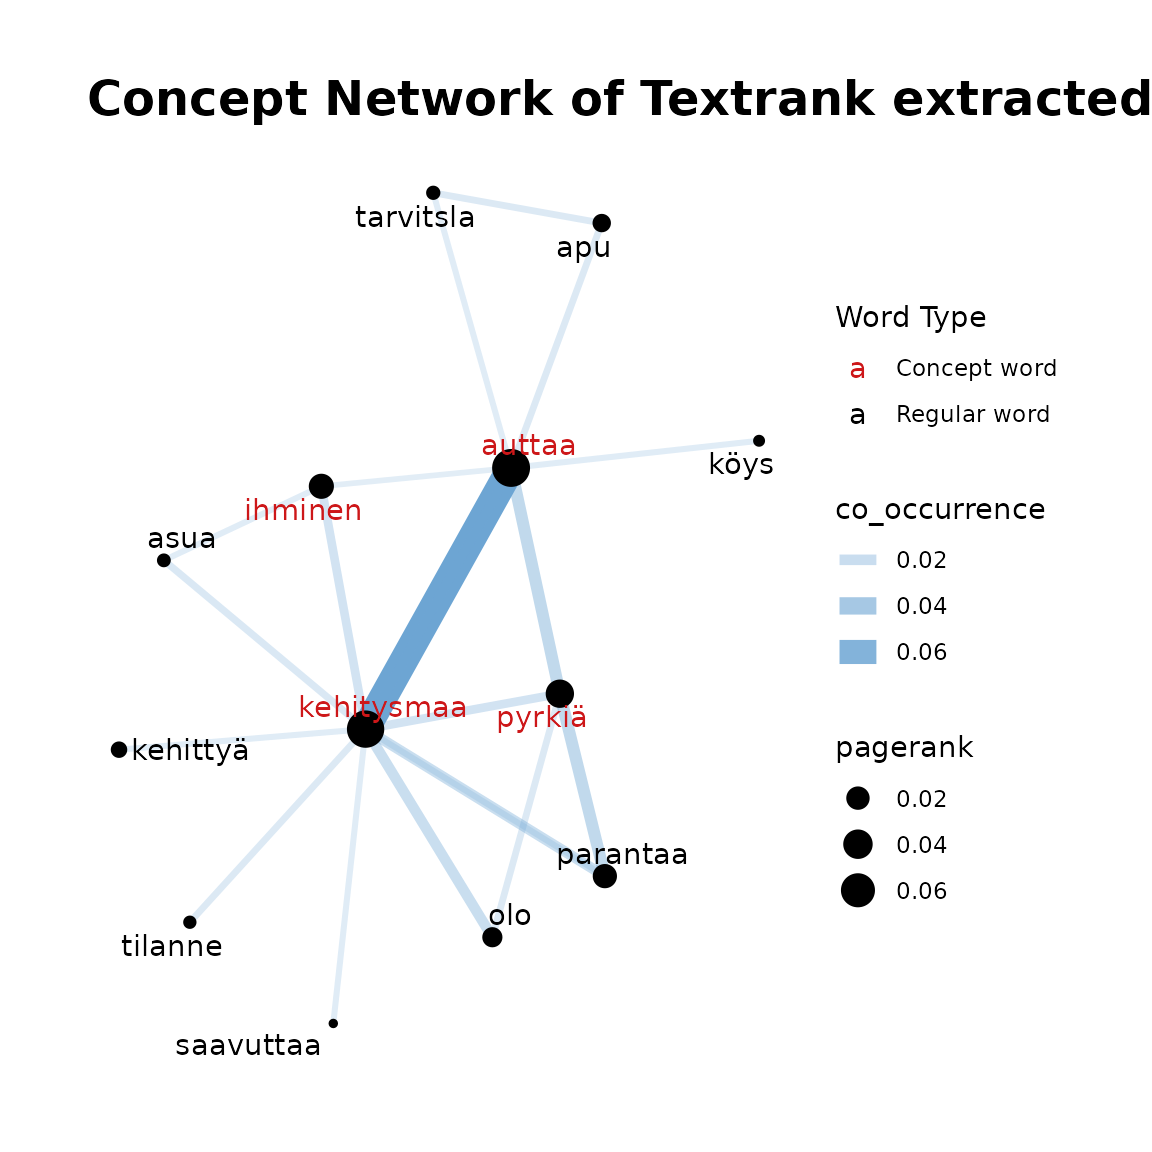 Concept Network of Textrank extracted
tarvitsla
apu
Word Type
a Concept word
a Regular word
auttaa
köys
ihminen
co_occurrence
asua
0.02
0.04
0.06
kehitysmaa
pyrkiä
kehittyä
pagerank
0.02
0.04
0.06
parantaa
olo
tilanne
saavuttaa